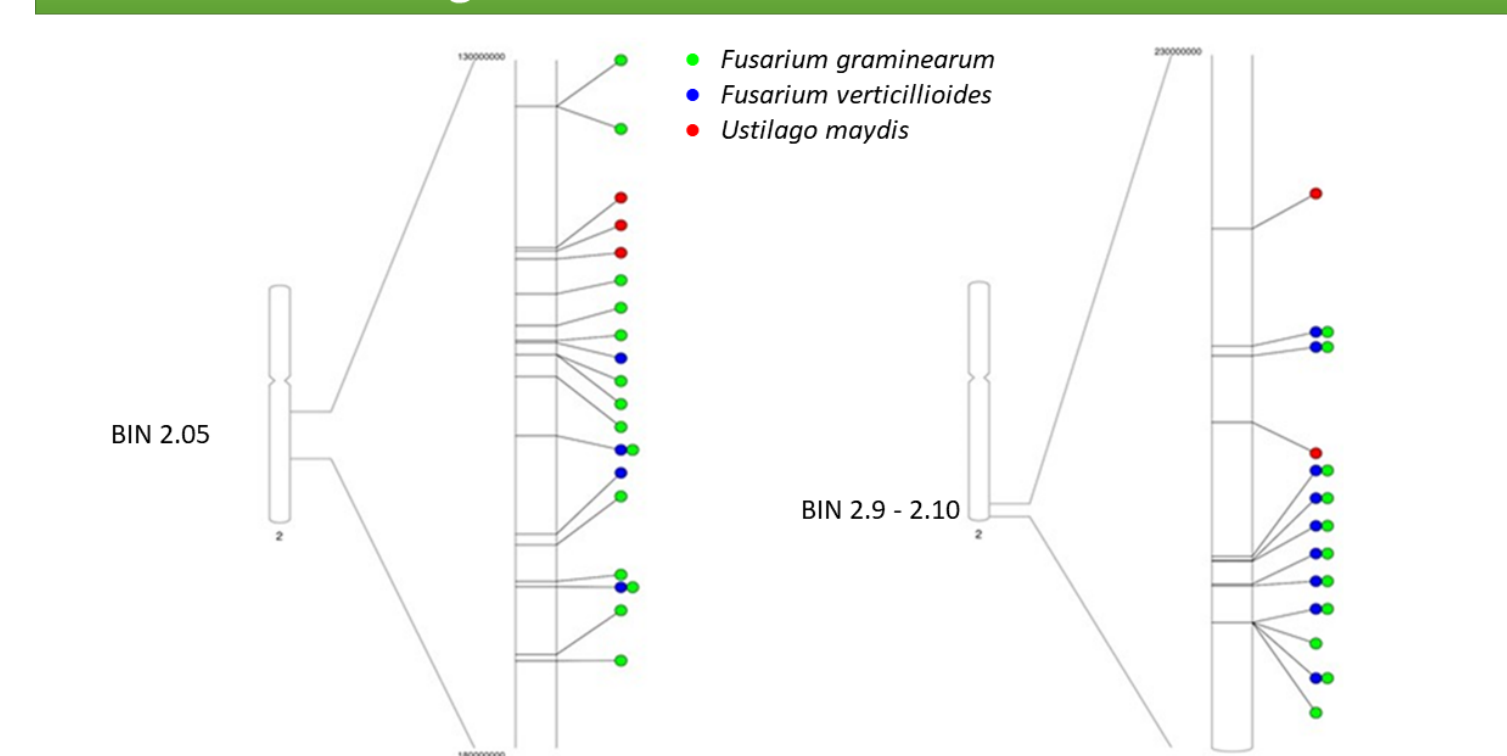 130000000
Fusarium graminearum
Fusarium verticillioides
Ustilago maydis
BIN 2.05
2
180000000
230000000
BIN 2.9 - 2.10
2